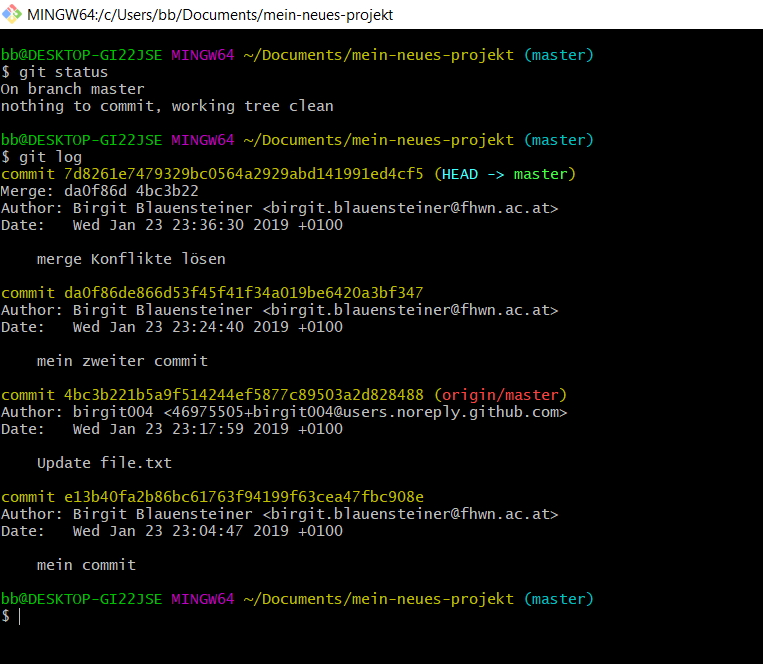 MINGW64:/c/Users/bb/Documents/mein-neues-projekt
bb@DESKTOP-GI22JSE MINGW64 ~/Documents/mein-neues-projekt (master)
$ git status
On branch master
nothing to commit, working tree clean
bb@DESKTOP-GI22JSE MINGW64 ~/Documents/mein-neues-projekt (master)
$ git log
commit 7d8261e7479329bc0564a2929abd141991ed4cf5 (HEAD -> master)
Merge: da0f86d 4bc3b22
Author: Birgit Blauensteiner <birgit.blauensteiner@fhwn.ac.at>
Date:   Wed Jan 23 23:36:30 2019 +0100
    merge Konflikte lösen
commit da0f86de866d53f45f41f34a019be6420a3bf347
Author: Birgit Blauensteiner <birgit.blauensteiner@fhwn.ac.at>
Date:   Wed Jan 23 23:24:40 2019 +0100
    mein zweiter commit
commit 4bc3b221b5a9f514244ef5877c89503a2d828488 (origin/master)
Author: birgit004 <46975505+birgit004@users.noreply.github.com>
Date:   Wed Jan 23 23:17:59 2019 +0100
    Update file.txt
commit e13b40fa2b86bc61763f94199f63cea47fbc908e
Author: Birgit Blauensteiner <birgit.blauensteiner@fhwn.ac.at>
Date:   Wed Jan 23 23:04:47 2019 +0100
    mein commit
bb@DESKTOP-GI22JSE MINGW64 ~/Documents/mein-neues-projekt (master)
$